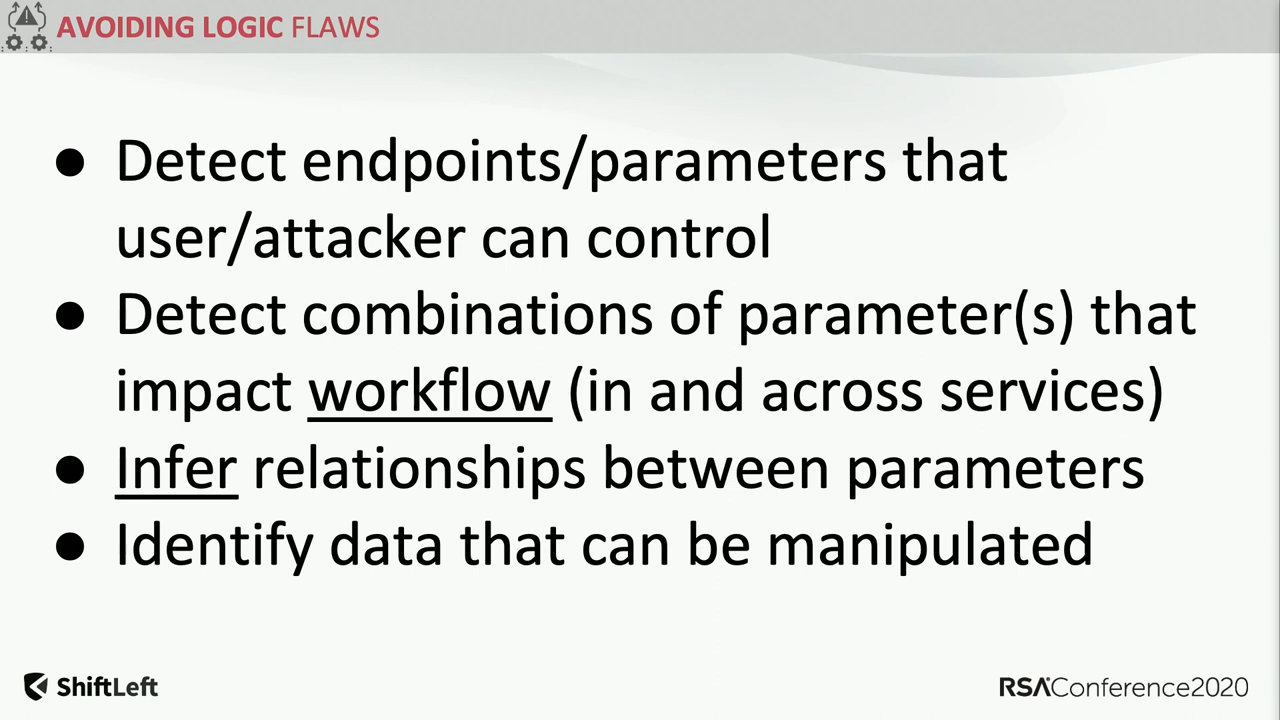 AVOIDING LOGIC FLAWS
● Detect endpoints/parameters that
user/attacker can control
● Detect combinations of parameter(s) that
impact workflow (in and across services)
● Infer relationships between parameters
● Identify data that can be manipulated
ShiftLeft
RSAConference2020